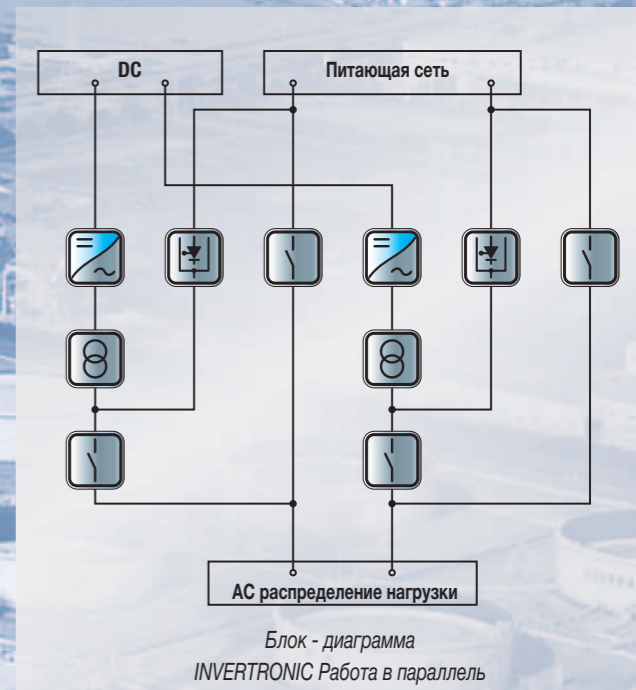 DC
Питающая сеть
AC распределение нагрузки
Блок - диаграмма
INVERTRONIC Работа в параллель